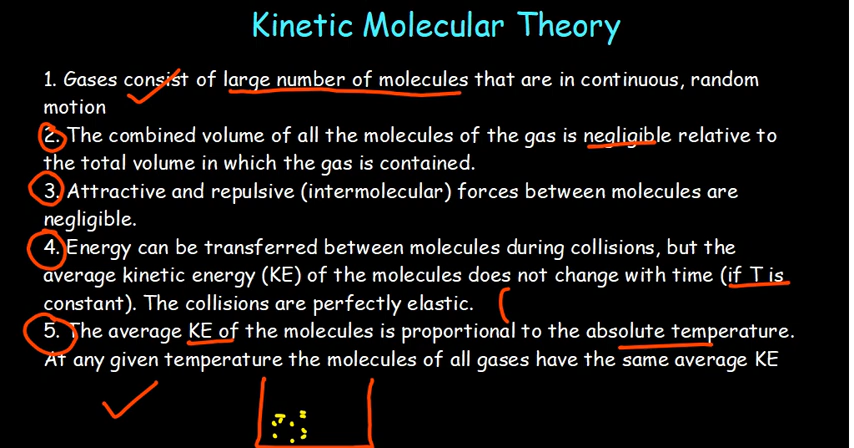 Kinetic Molecular Theory
1. Gases consist of large number of molecules that are in continuous, random
motion
2. The combined volume of all the molecules of the gas is negligible relative to
the total volume in which the gas is contained.
3. Attractive and repulsive (intermolecular) forces between molecules are
negligible.
4. Energy can be transferred between molecules during collisions, but the
average kinetic energy (KE) of the molecules does not change with time (if T is
constant). The collisions are perfectly elastic.
5. The average KE of the molecules is proportional to the absolute temperature.
At any given temperature the molecules of all gases have the same average KE